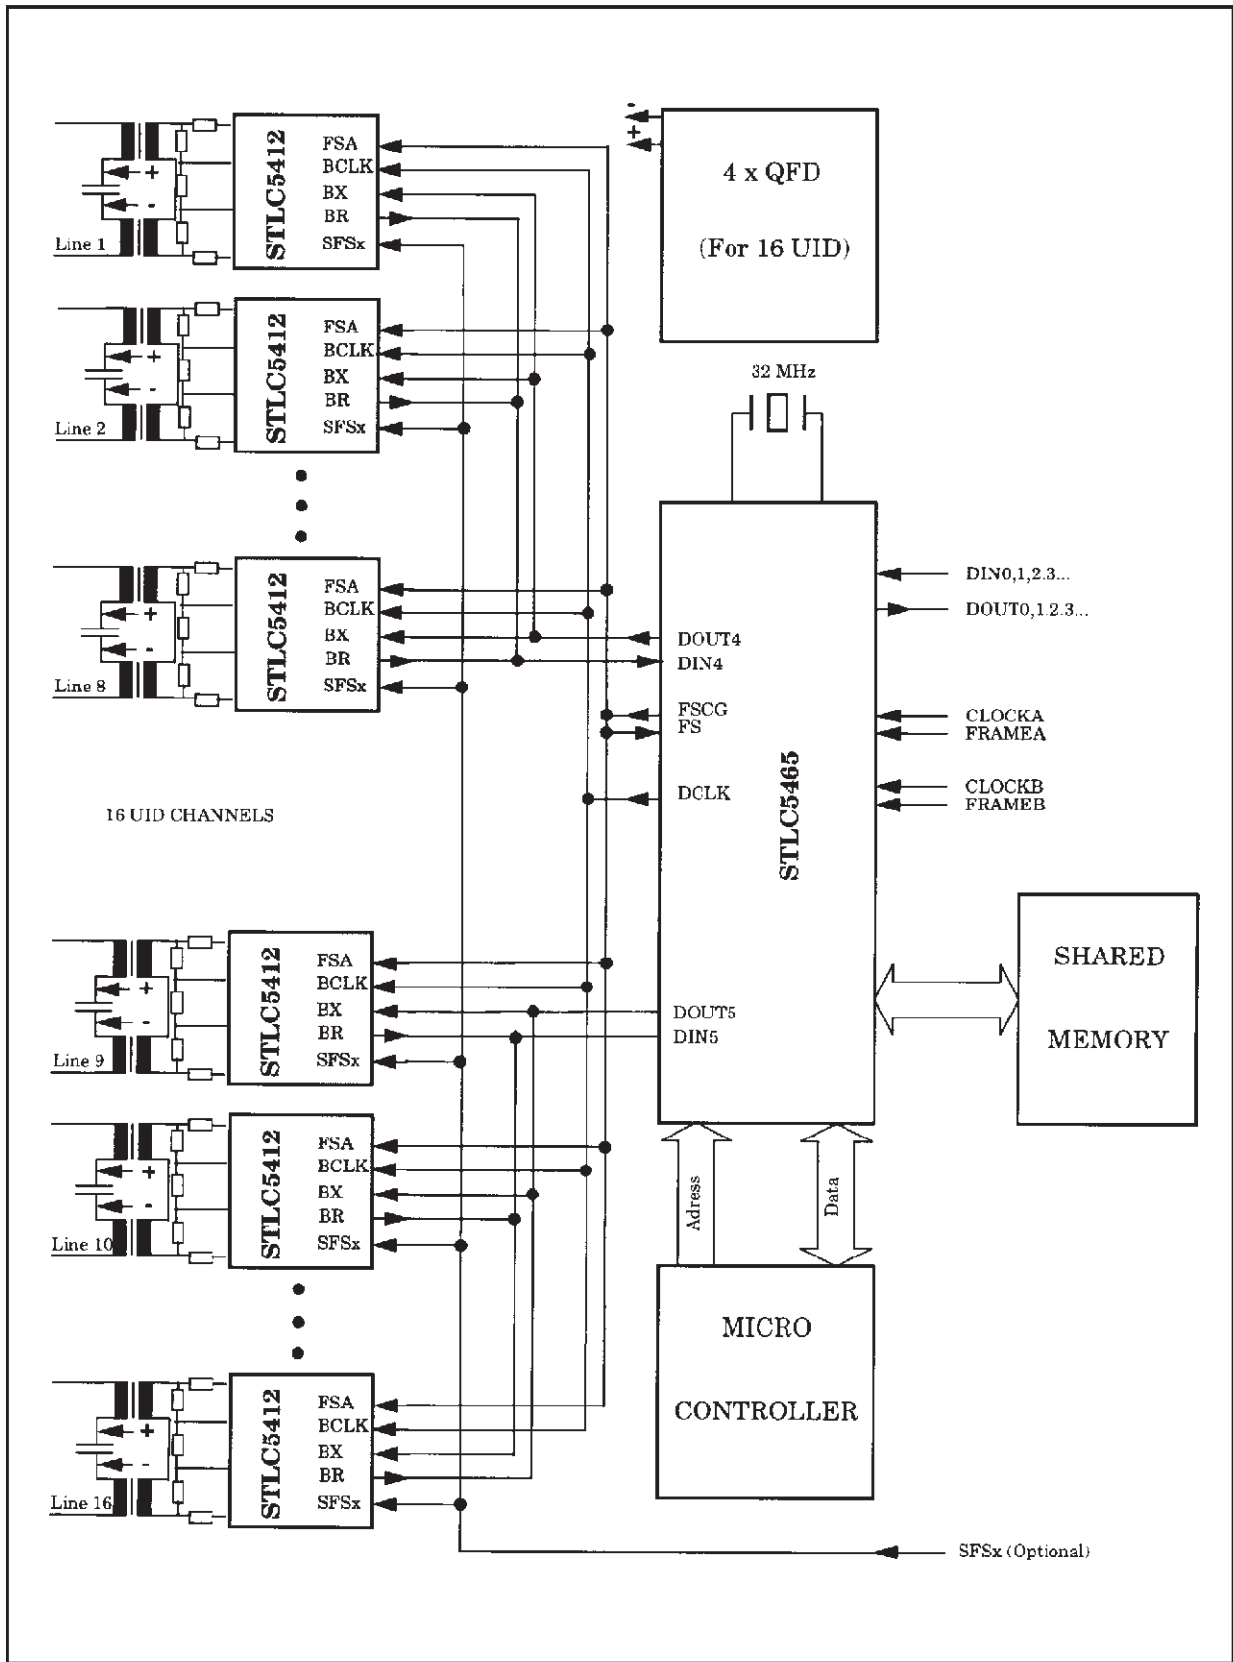 STLC5412
FSA
BCLK
BX
BR
SFSx
Line 1
-
+
4 x QFD
(For 16 UID)
+
-
STLC5412
FSA
BCLK
BX
BR
SFSx
Line 2
+
-
32 MHz
STLC5412
FSA
BCLK
BX
BR
SFSx
Line 8
+
-
DOUT4
DIN4
FSCG
FS
DCLK
STLC5465
DIN0,1,2.3...
DOUT0,1.2.3...
CLOCKA
FRAMEA
CLOCKB
FRAMEB
16 UID CHANNELS
STLC5412
FSA
BCLK
BX
BR
SFSx
Line 9
+
-
DOUT5
DIN5
SHARED
MEMORY
STLC5412
FSA
BCLK
BX
BR
SFSx
Line 10
+
-
Adress
Data
MICRO
CONTROLLER
STLC5412
FSA
BCLK
BX
BR
SFSx
Line 16
+
-
SFSx (Optional)